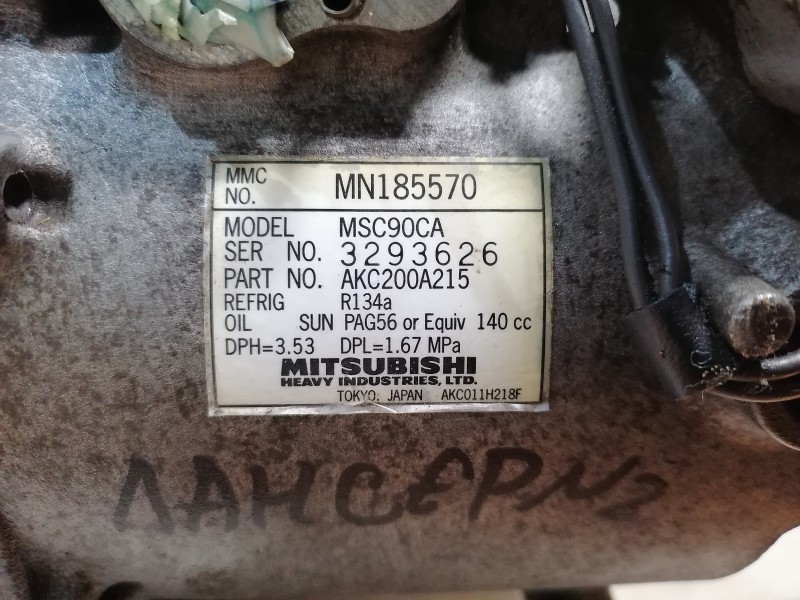 MMC
NO. MN185570
MODEL MSC90CA
SER NO. 3293626
PART NO. AKC200A215
REFRIG R134a
OIL SUN PAG56 or Equiv 140 cc
DPH=3.53 DPL=1.67 MPa
MITSUBISHI
HEAVY INDUSTRIES, LTD.
TOKYO, JAPAN AKC011H218F
ЛАНСЕР N2